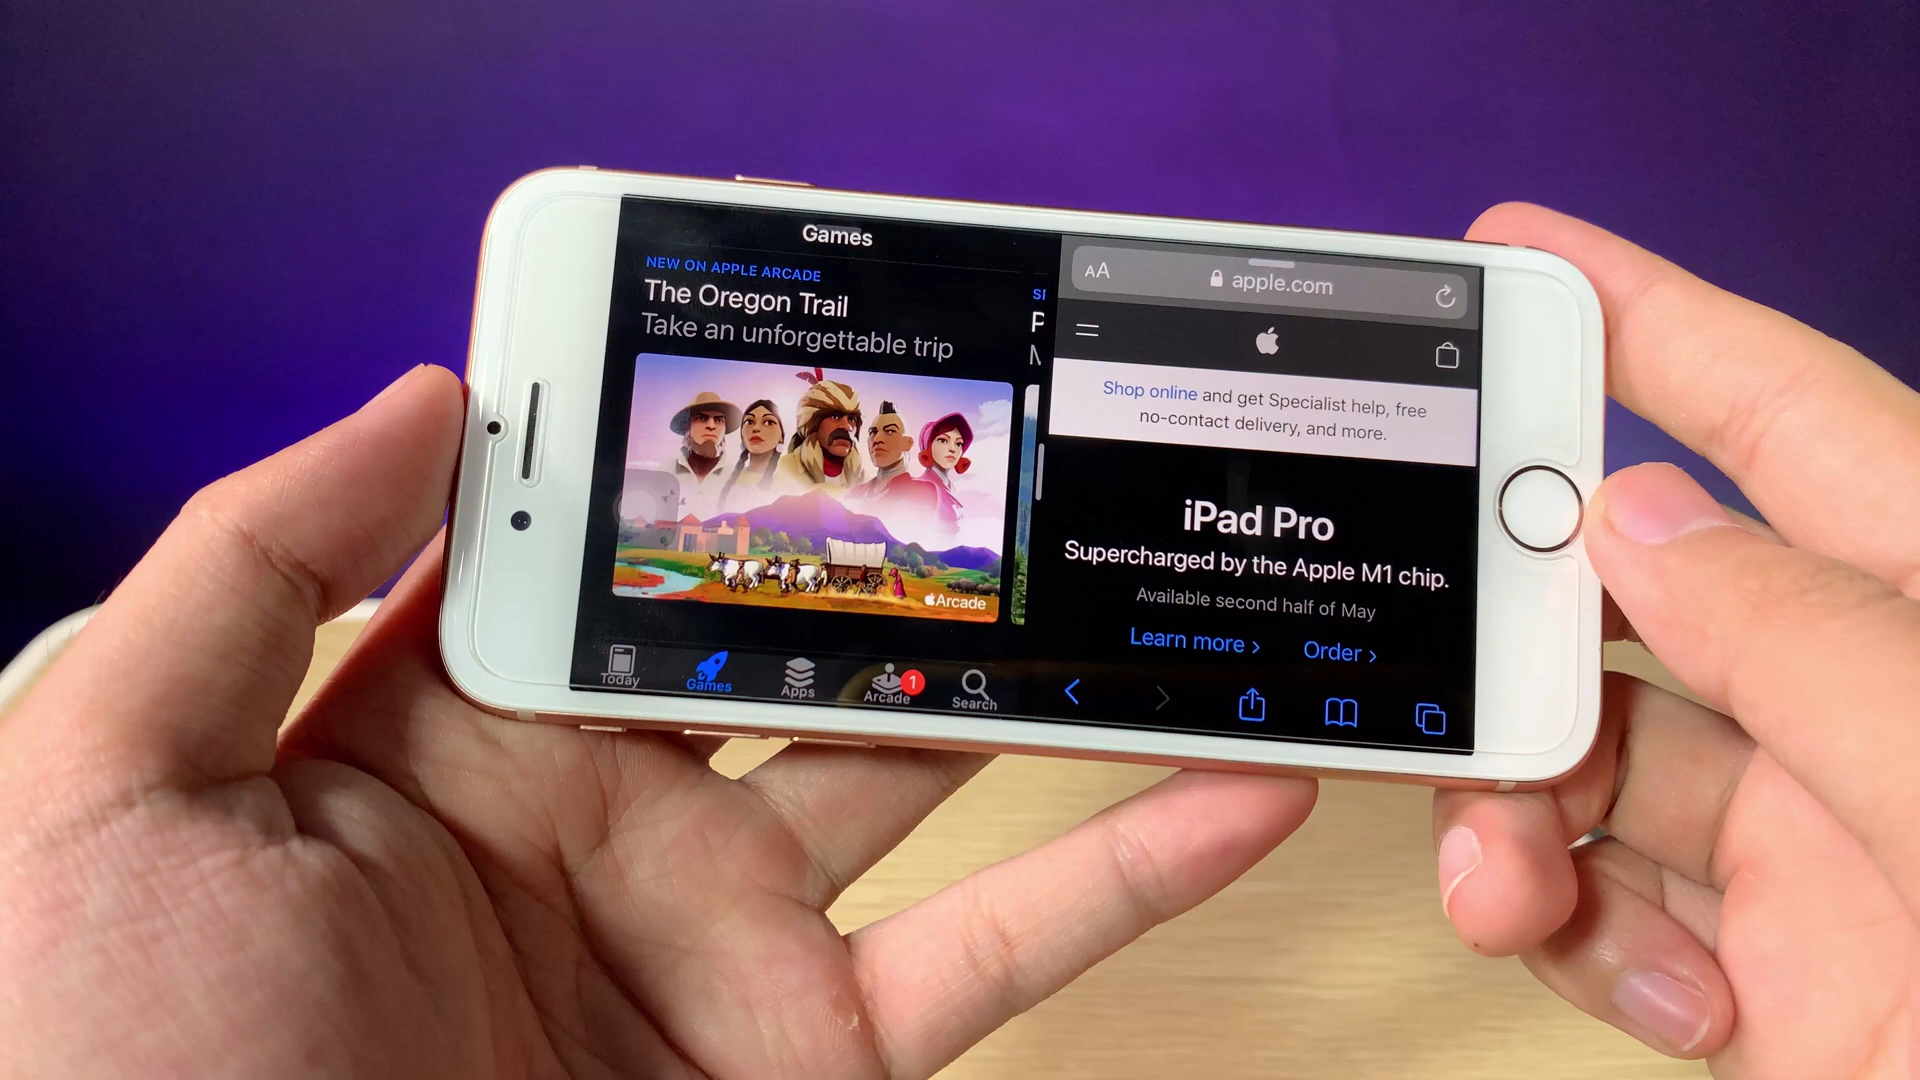 Games
NEW ON APPLE ARCADE
The Oregon Trail
Take an unforgettable trip
Arcade
Today
Games
Apps
Arcade
1
Search
AA
apple.com
Shop online and get Specialist help, free
no-contact delivery, and more.
iPad Pro
Supercharged by the Apple M1 chip.
Available second half of May
Learn more >
Order >